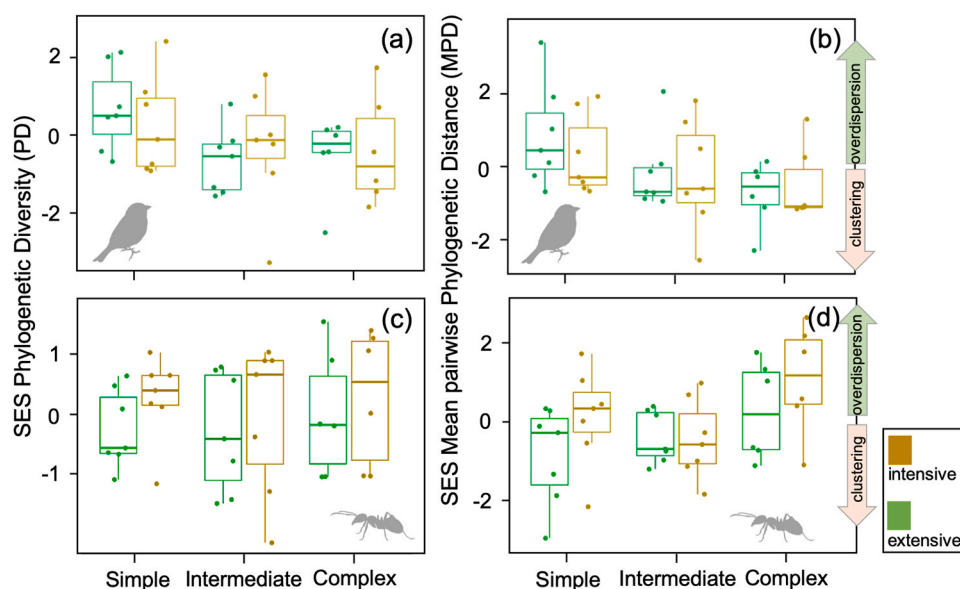 SES Phylogenetic Diversity (PD)
(a)
2
0
-2
SES Mean pairwise Phylogenetic Distance (MPD)
(b)
2
0
-2
overdispersion
clustering
(c)
1
0
-1
Simple Intermediate Complex
(d)
2
0
-2
Simple Intermediate Complex
overdispersion
clustering
intensive
extensive